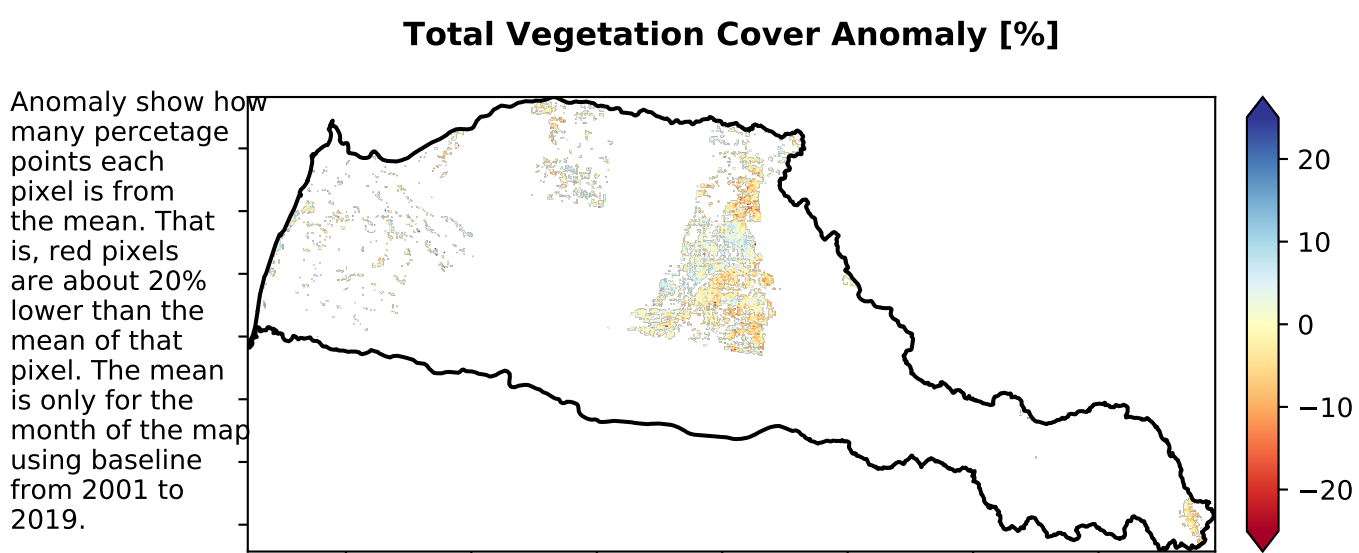 Total Vegetation Cover Anomaly [%]
Anomaly show how
many percetage
points each
pixel is from
the mean. That
is, red pixels
are about 20%
lower than the
mean of that
pixel. The mean
is only for the
month of the map
using baseline
from 2001 to
2019.
20
10
0
−10
−20